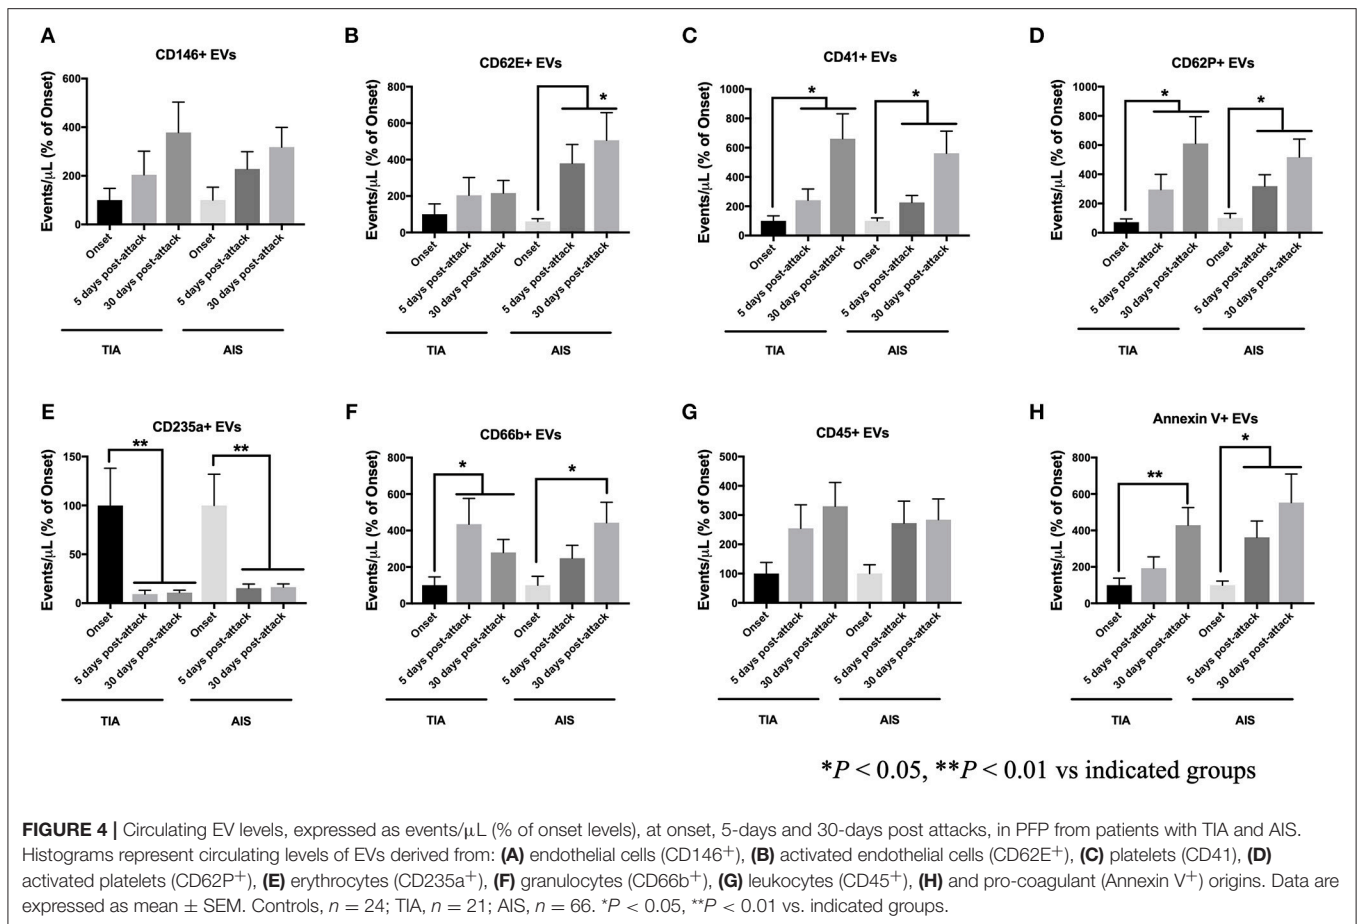 A
CD146+ EVs
Events/μL (% of Onset)
600
400
200
0
Onset
5 days post-attack
30 days post-attack
Onset
5 days post-attack
30 days post-attack
TIA
AIS
B
CD62E+ EVs
Events/μL (% of Onset)
800
600
400
200
0
*
Onset
5 days post-attack
30 days post-attack
Onset
5 days post-attack
30 days post-attack
TIA
AIS
C
CD41+ EVs
Events/μL (% of Onset)
1000
800
600
400
200
0
*
*
Onset
5 days post-attack
30 days post-attack
Onset
5 days post-attack
30 days post-attack
TIA
AIS
D
CD62P+ EVs
Events/μL (% of Onset)
1000
800
600
400
200
0
*
*
Onset
5 days post-attack
30 days post-attack
Onset
5 days post-attack
30 days post-attack
TIA
AIS
E
CD235a+ EVs
Events/μL (% of Onset)
150
100
50
0
**
**
Onset
5 days post-attack
30 days post-attack
Onset
5 days post-attack
30 days post-attack
TIA
AIS
F
CD66b+ EVs
Events/μL (% of Onset)
800
600
400
200
0
*
*
Onset
5 days post-attack
30 days post-attack
Onset
5 days post-attack
30 days post-attack
TIA
AIS
G
CD45+ EVs
Events/μL (% of Onset)
500
400
300
200
100
0
Onset
5 days post-attack
30 days post-attack
Onset
5 days post-attack
30 days post-attack
TIA
AIS
H
Annexin V+ EVs
Events/μL (% of Onset)
800
600
400
200
0
**
*
Onset
5 days post-attack
30 days post-attack
Onset
5 days post-attack
30 days post-attack
TIA
AIS
*P < 0.05, **P < 0.01 vs indicated groups
FIGURE 4 | Circulating EV levels, expressed as events/μL (% of onset levels), at onset, 5-days and 30-days post attacks, in PFP from patients with TIA and AIS.
Histograms represent circulating levels of EVs derived from: (A) endothelial cells (CD146+), (B) activated endothelial cells (CD62E+), (C) platelets (CD41), (D)
activated platelets (CD62P+), (E) erythrocytes (CD235a+), (F) granulocytes (CD66b+), (G) leukocytes (CD45+), (H) and pro-coagulant (Annexin V+) origins. Data are
expressed as mean ± SEM. Controls, n = 24; TIA, n = 21; AIS, n = 66. *P < 0.05, **P < 0.01 vs. indicated groups.